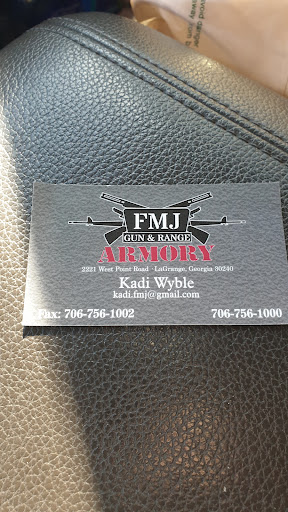 FMJ
GUN & RANGE
ARMORY
2221 West Point Road · LaGrange, Georgia 30240
Kadi Wyble
kadi.fmj@gmail.com
Fax: 706-756-1002 706-756-1000